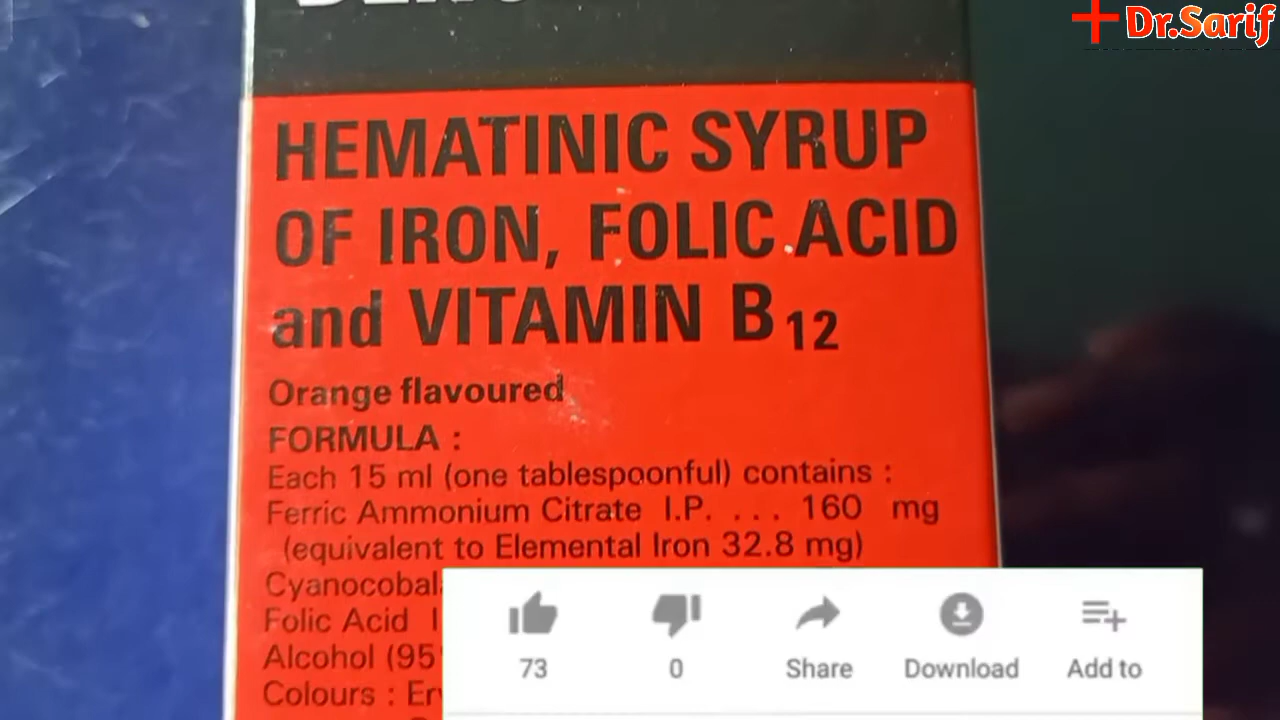 Dr.Sarif
HEMATINIC SYRUP
OF IRON, FOLIC ACID
and VITAMIN B12
Orange flavoured
FORMULA :
Each 15 ml (one tablespoonful) contains :
Ferric Ammonium Citrate I.P. . . . . 160 mg
(equivalent to Elemental Iron 32.8 mg)
Folic Acid
Alcohol (95
Colours :
73
0
Share
Download
Add to